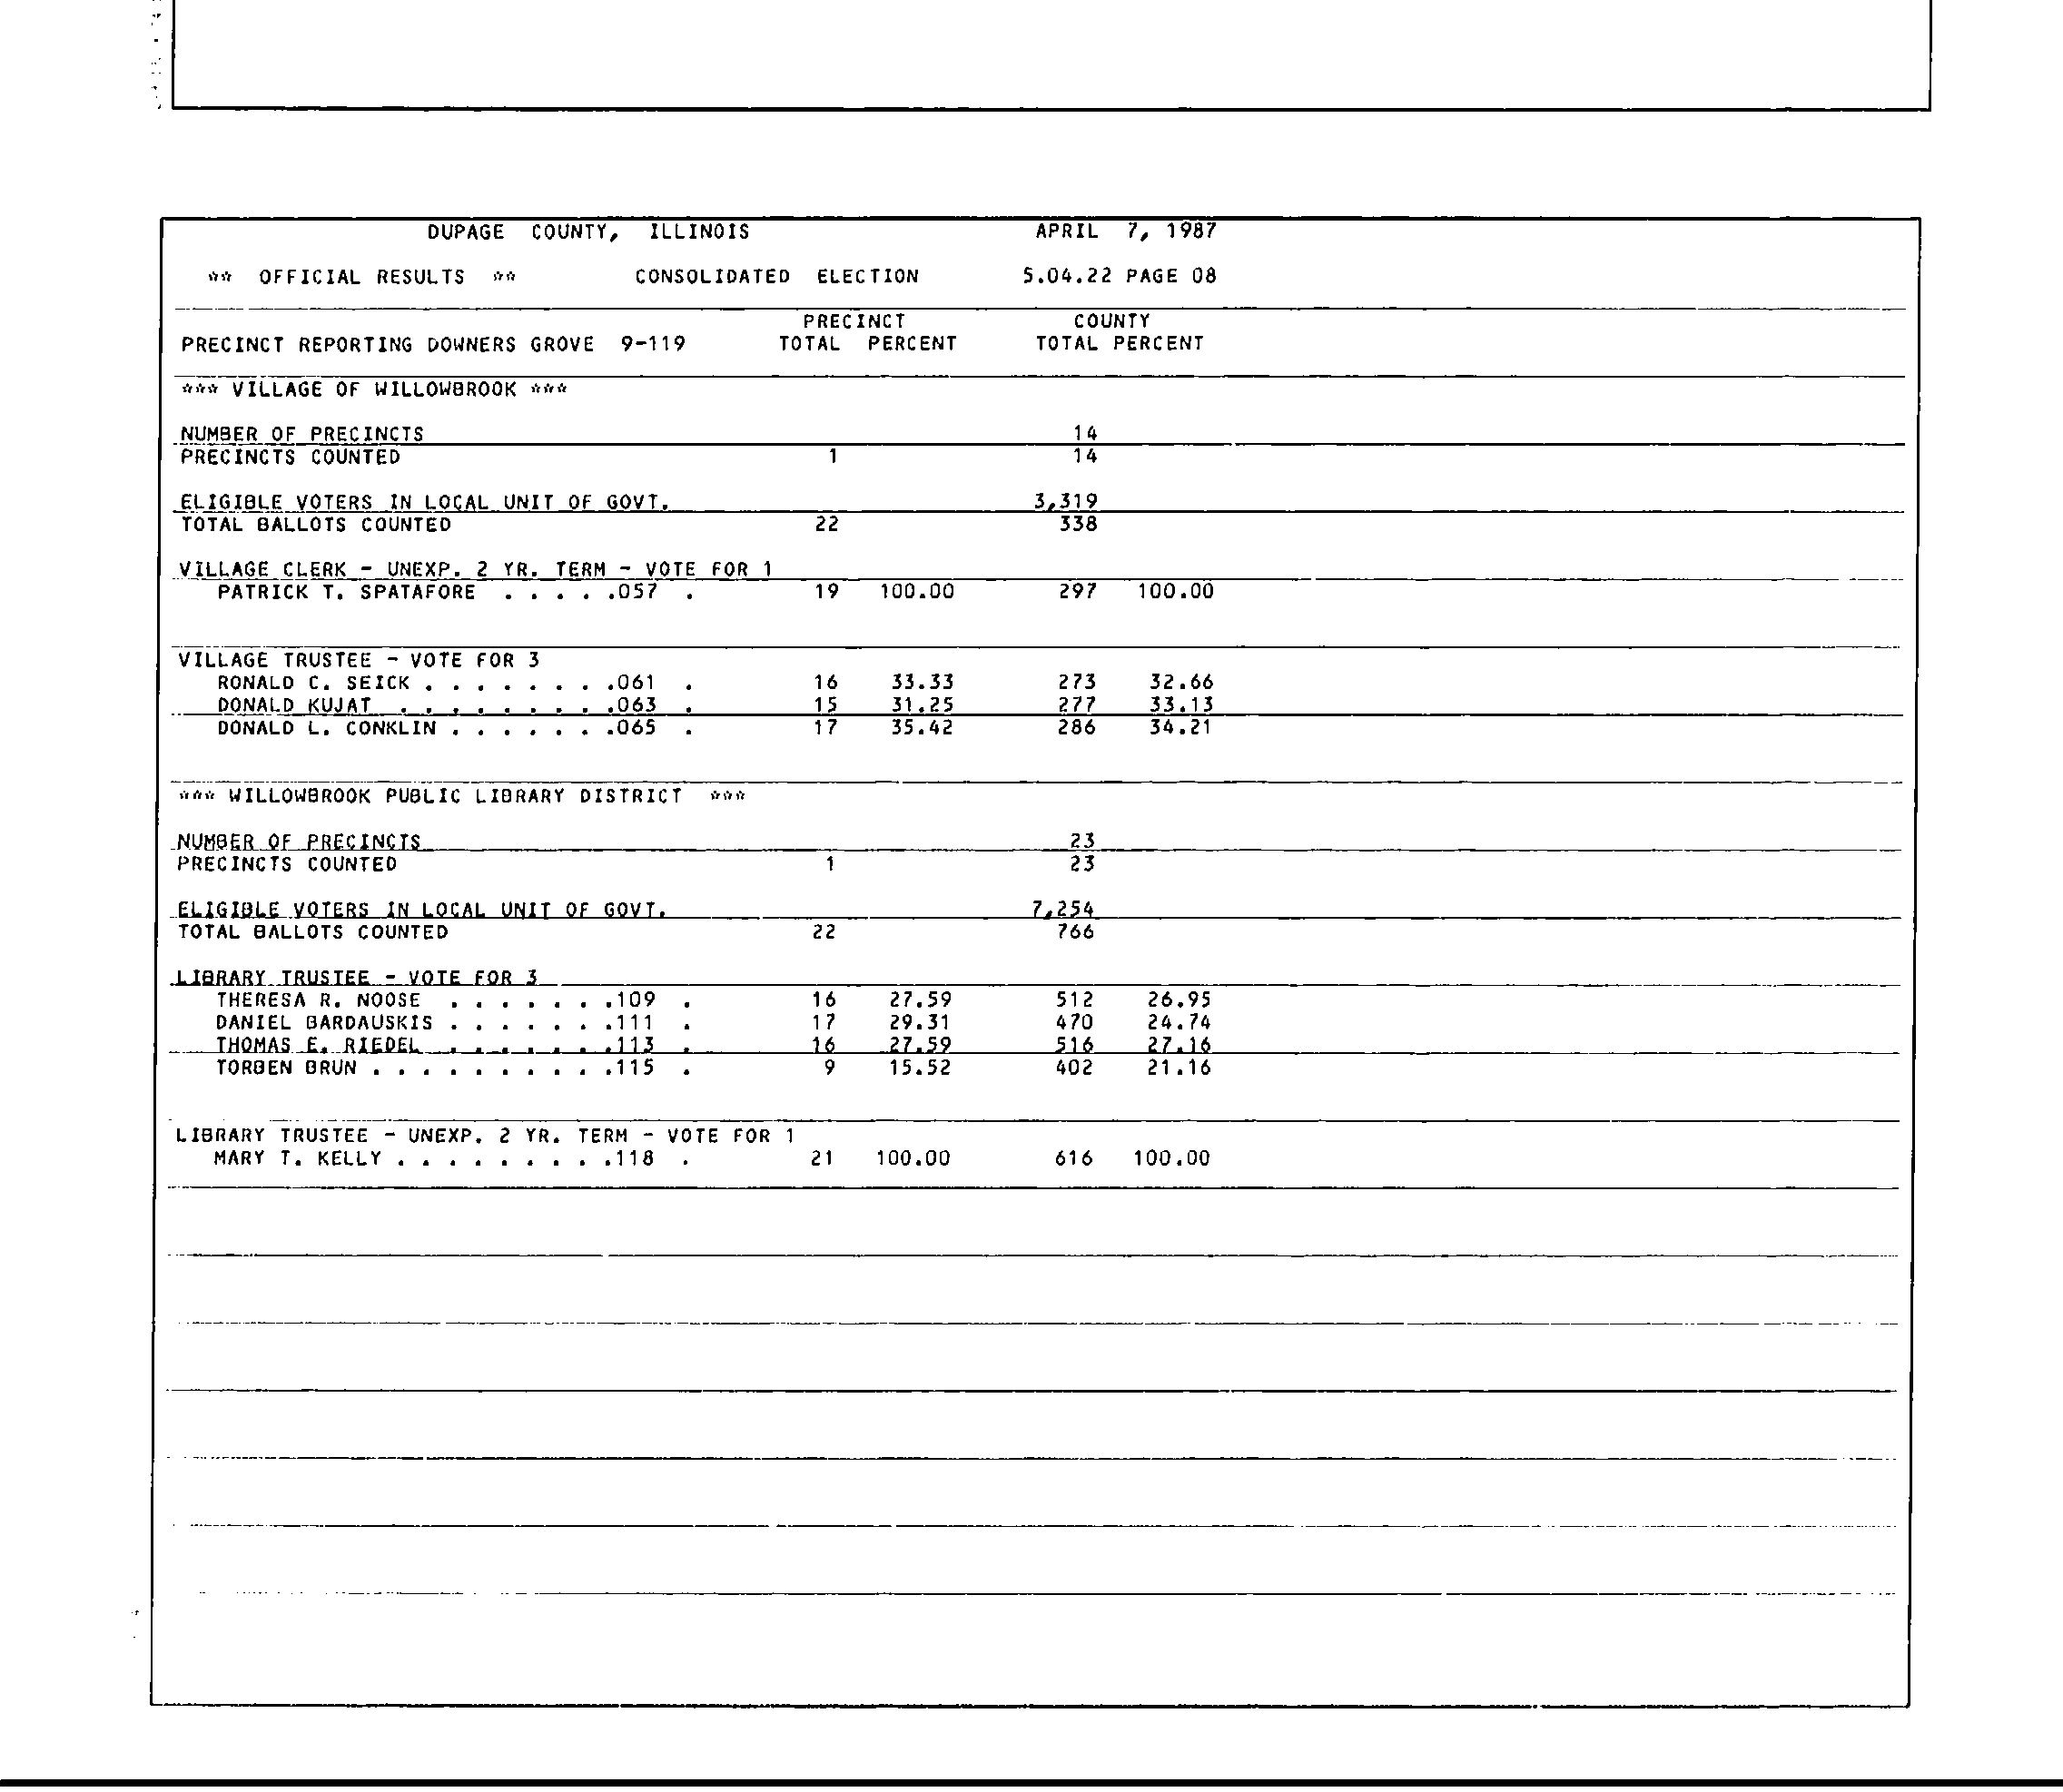 DUPAGE COUNTY, ILLINOIS APRIL 7, 1987
** OFFICIAL RESULTS ** CONSOLIDATED ELECTION 5.04.22 PAGE 08
PRECINCT COUNTY
PRECINCT REPORTING DOWNERS GROVE 9-119 TOTAL PERCENT TOTAL PERCENT
*** VILLAGE OF WILLOWBROOK ***
NUMBER OF PRECINCTS 14
PRECINCTS COUNTED 1 14
ELIGIBLE VOTERS IN LOCAL UNIT OF GOVT. 3,319
TOTAL BALLOTS COUNTED 22 338
VILLAGE CLERK - UNEXP. 2 YR. TERM - VOTE FOR 1
PATRICK T. SPATAFORE . . . . .057 . 19 100.00 297 100.00
VILLAGE TRUSTEE - VOTE FOR 3
RONALD C. SEICK . . . . . . . .061 . 16 33.33 273 32.66
DONALD KUJAT . . . . . . . . .063 . 15 31.25 277 33.13
DONALD L. CONKLIN . . . . . . .065 . 17 35.42 286 34.21
*** WILLOWBROOK PUBLIC LIBRARY DISTRICT ***
NUMBER OF PRECINCTS 23
PRECINCTS COUNTED 1 23
ELIGIBLE VOTERS IN LOCAL UNIT OF GOVT. 7,254
TOTAL BALLOTS COUNTED 22 766
LIBRARY TRUSTEE - VOTE FOR 3
THERESA R. NOOSE . . . . . . .109 . 16 27.59 512 26.95
DANIEL BARDAUSKIS . . . . . . .111 . 17 29.31 470 24.74
THOMAS E. RIEDEL . . . . . . .113 . 16 27.59 516 27.16
TORBEN BRUN . . . . . . . . . .115 . 9 15.52 402 21.16
LIBRARY TRUSTEE - UNEXP. 2 YR. TERM - VOTE FOR 1
MARY T. KELLY . . . . . . . . .118 . 21 100.00 616 100.00